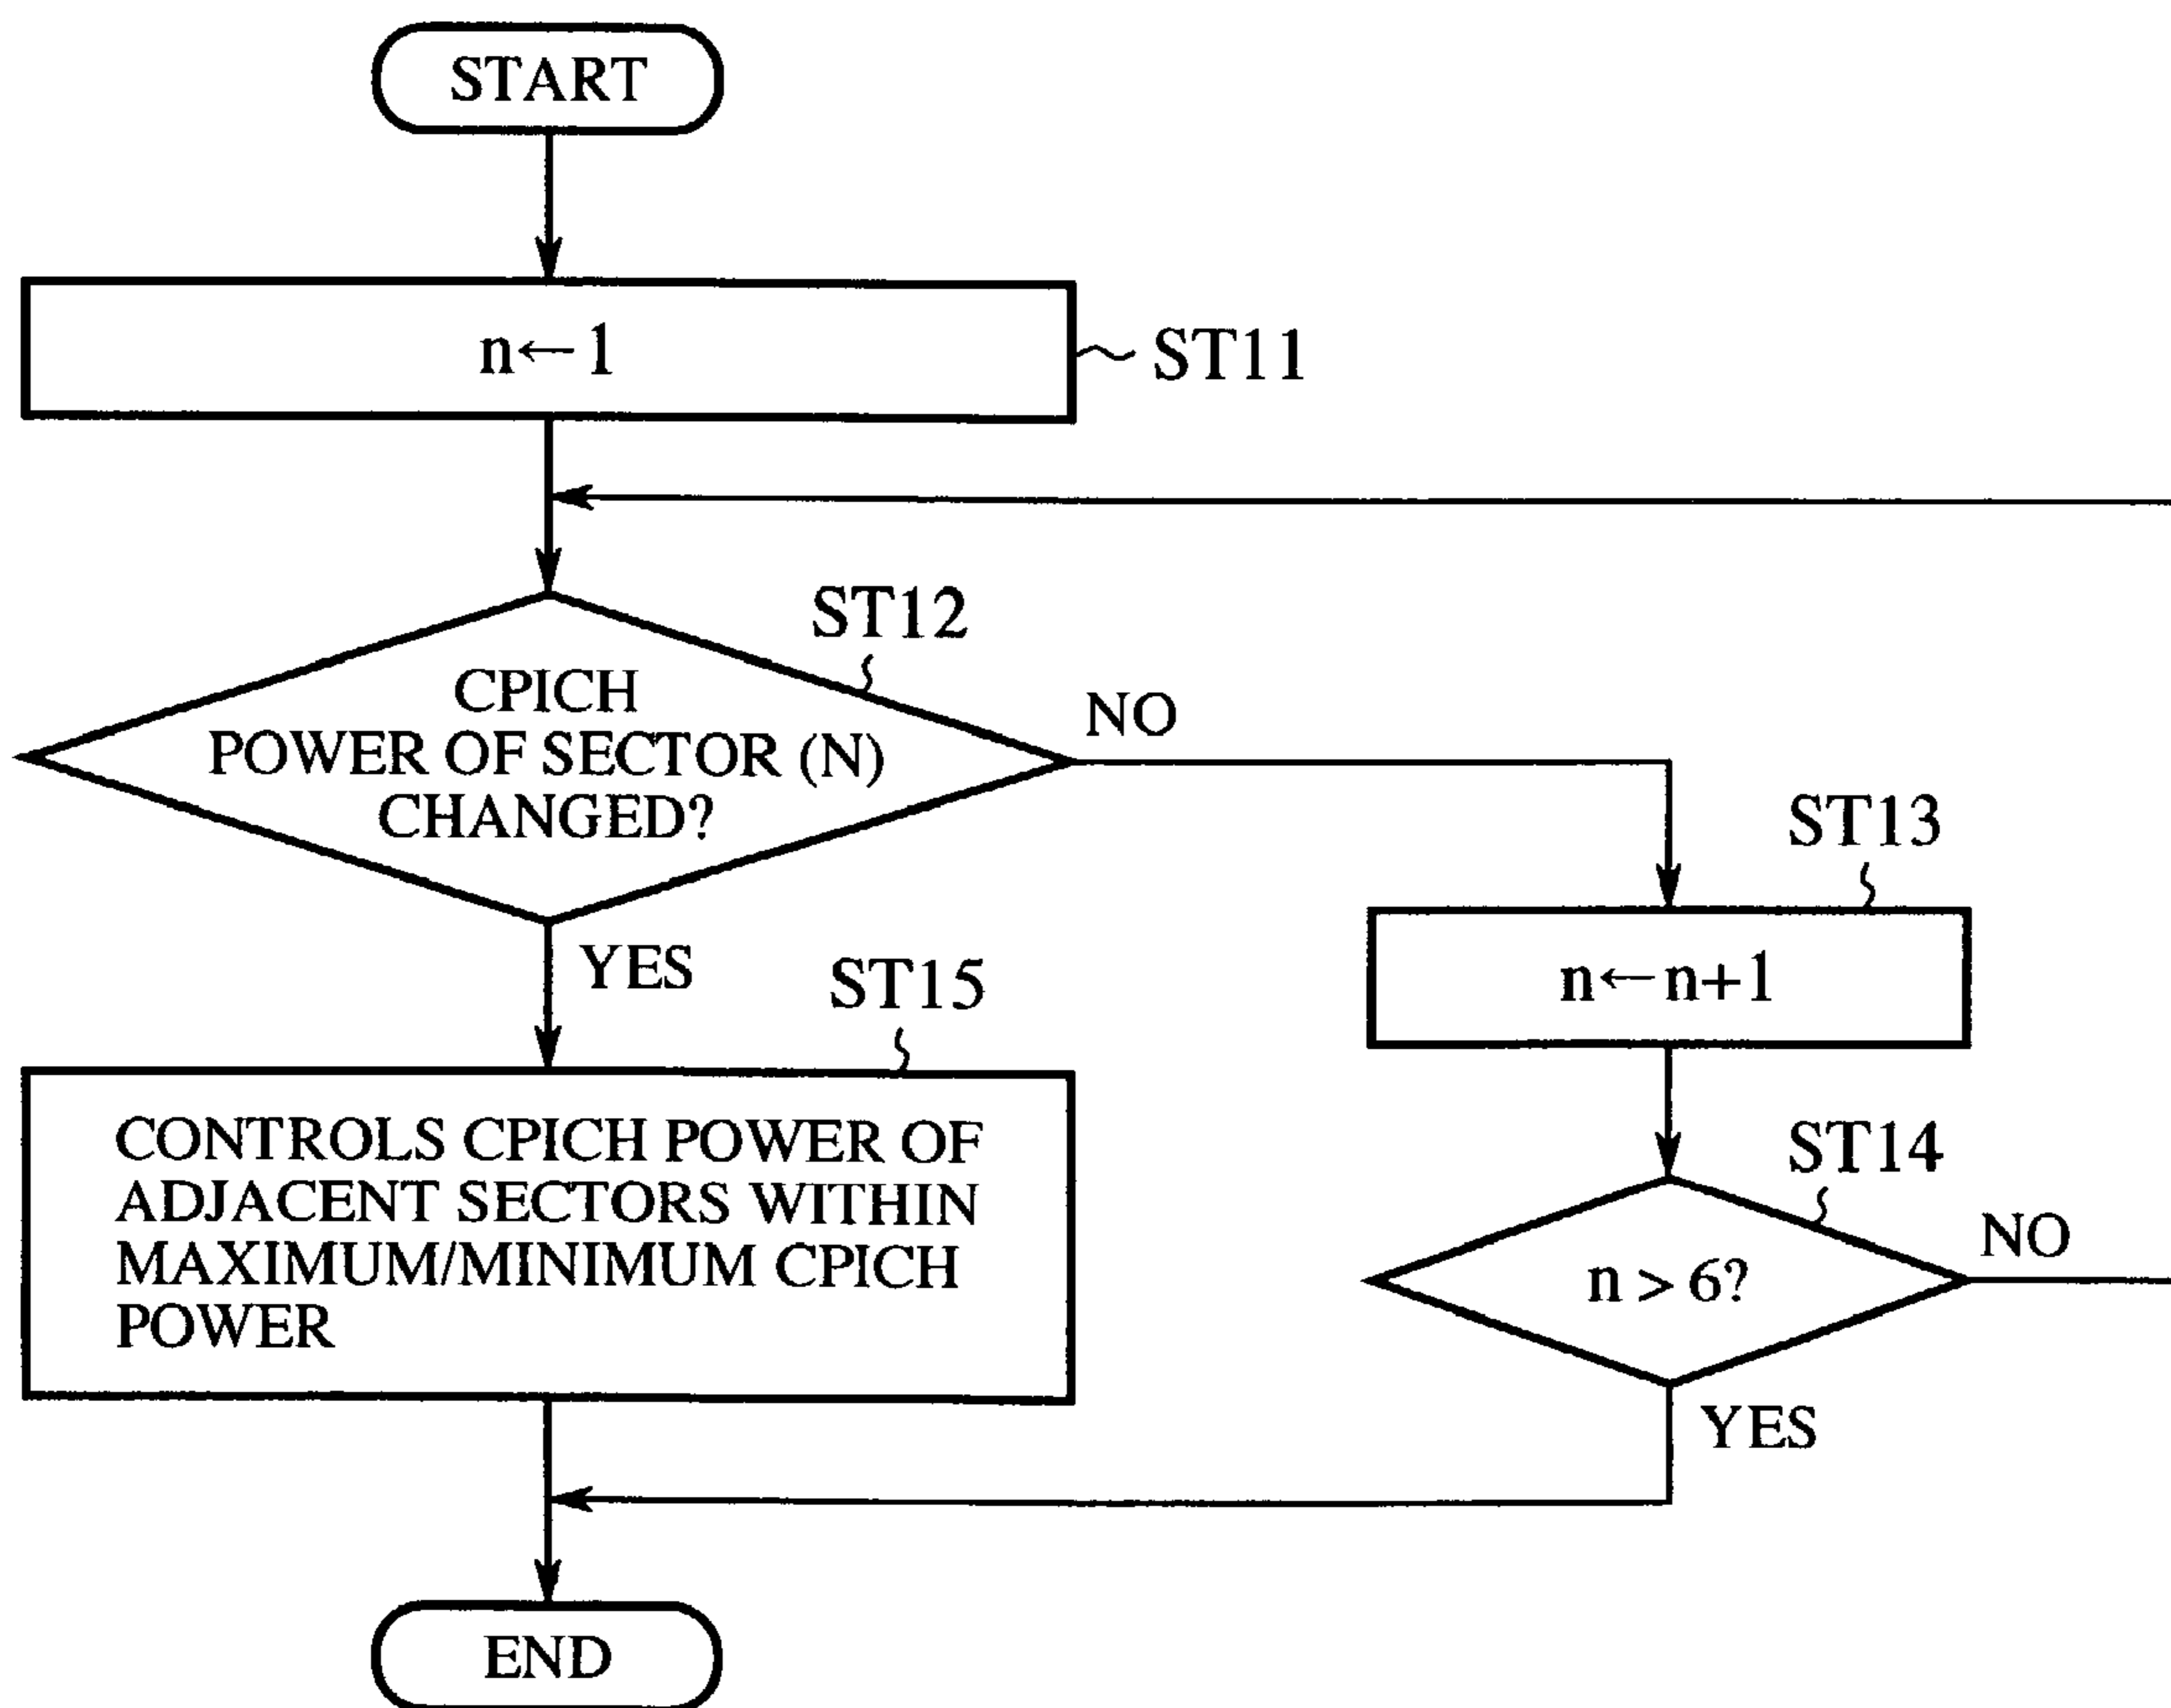 START
n←1
ST11
ST12
CPICH
POWER OF SECTOR (N)
CHANGED?
NO
YES
ST13
n←n+1
ST15
CONTROLS CPICH POWER OF
ADJACENT SECTORS WITHIN
MAXIMUM/MINIMUM CPICH
POWER
ST14
n > 6?
NO
YES
END